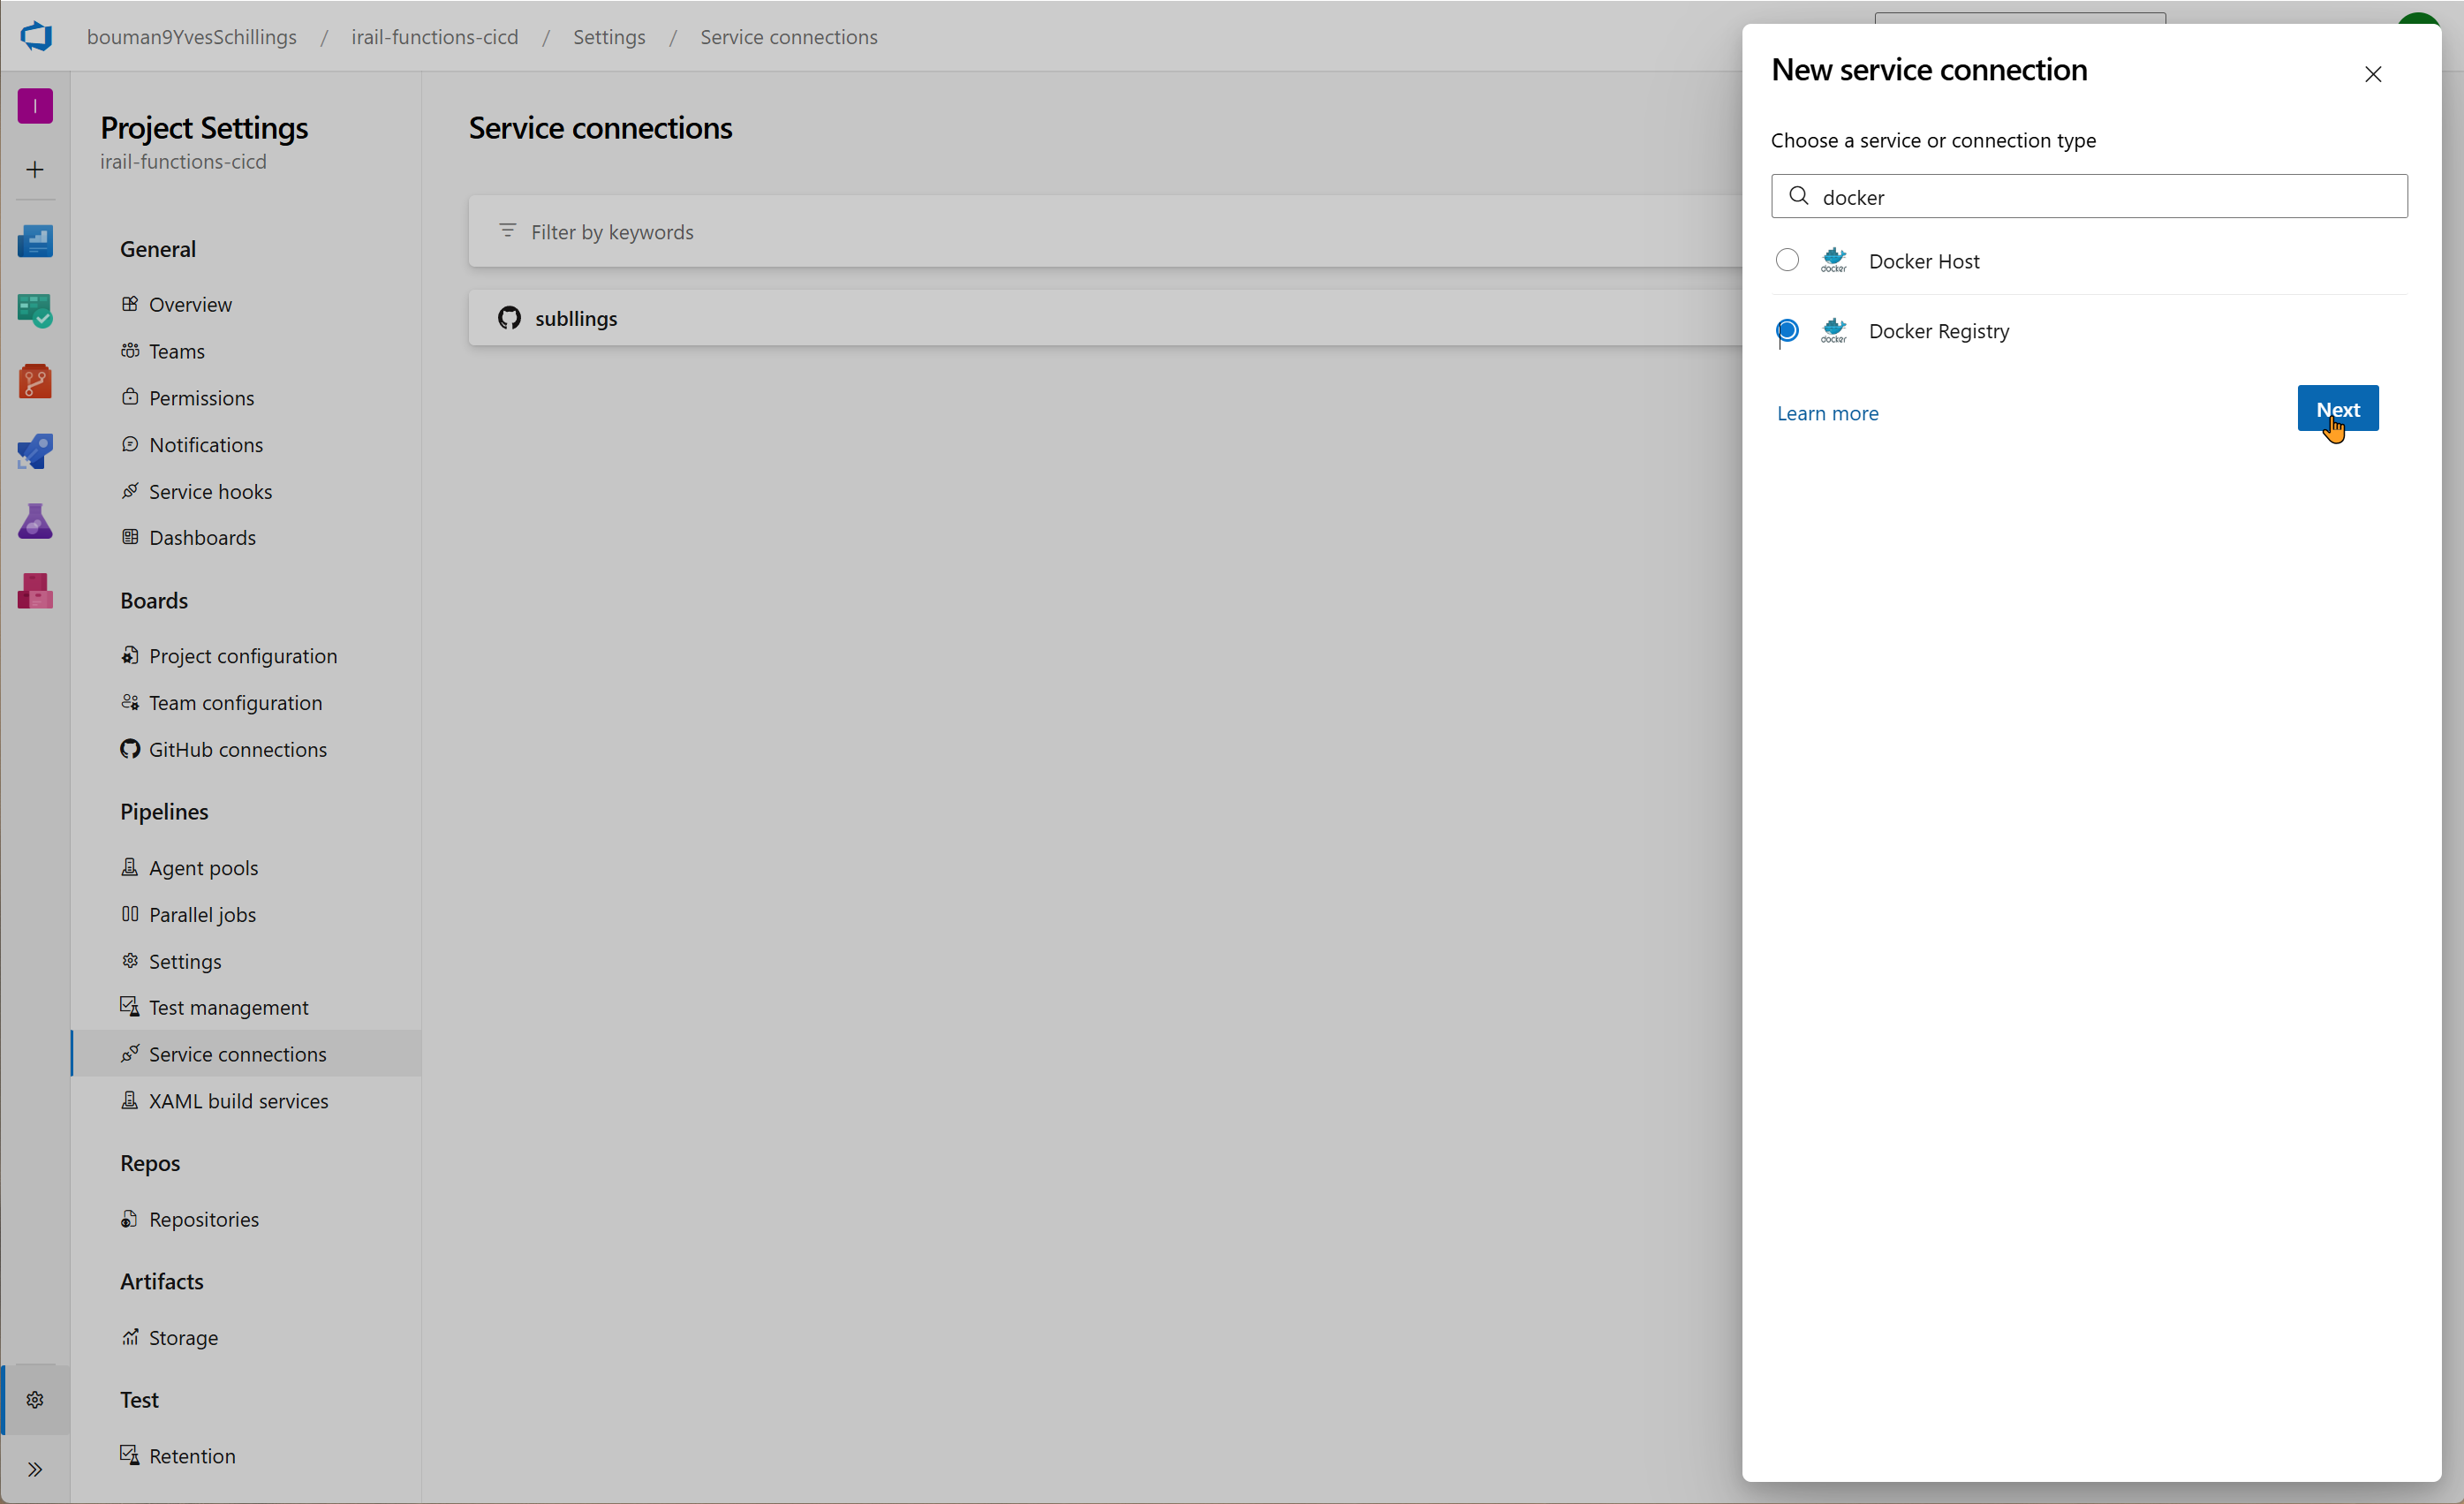 bouman9YvesSchillings / irail-functions-cicd / Settings / Service connections
I
Project Settings
irail-functions-cicd
General
Overview
Teams
Permissions
Notifications
Service hooks
Dashboards
Boards
Project configuration
Team configuration
GitHub connections
Pipelines
Agent pools
Parallel jobs
Settings
Test management
Service connections
XAML build services
Repos
Repositories
Artifacts
Storage
Test
Retention
Service connections
Filter by keywords
subllings
New service connection
Choose a service or connection type
docker
docker Docker Host
docker Docker Registry
Learn more
Next